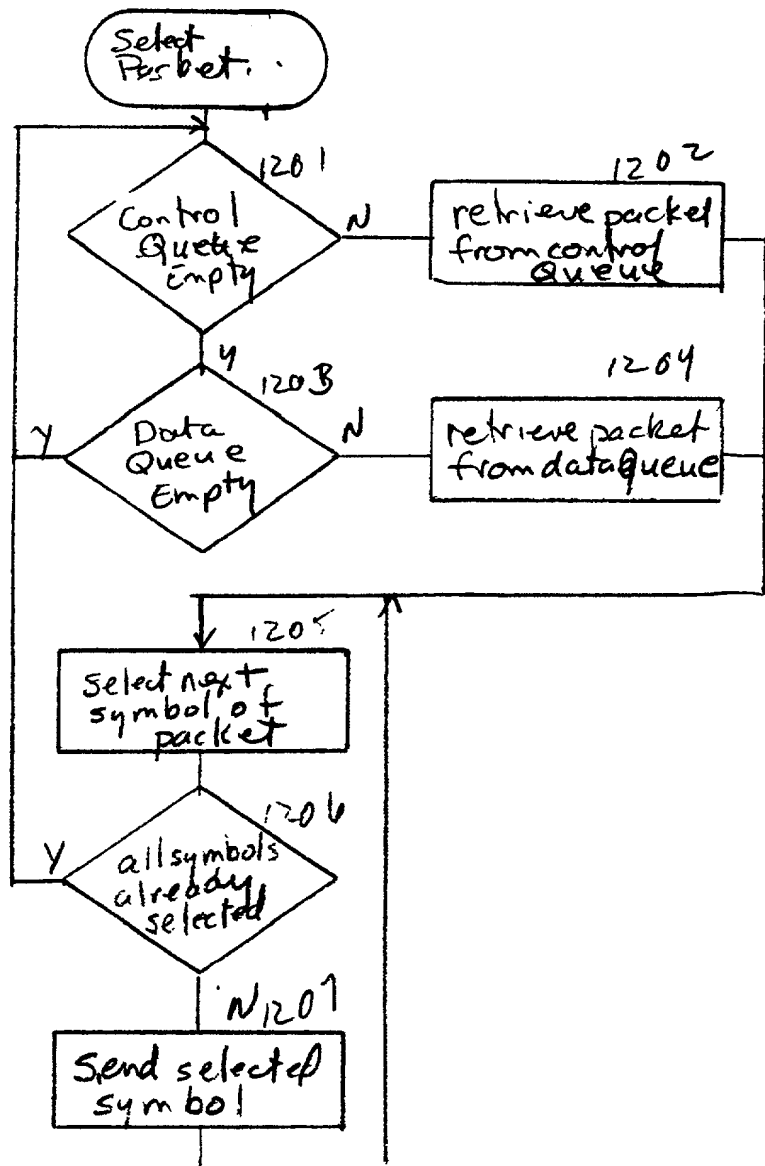 Select
Packet
1201
Control
Queue
Empty
N
1202
retrieve packet
from control
Queue
Y
1203
Data
Queue
Empty
Y
N
1204
retrieve packet
from data Queue
1205
select next
symbol of
packet
1206
all symbols
already
selected
Y
N
1207
Send selected
symbol